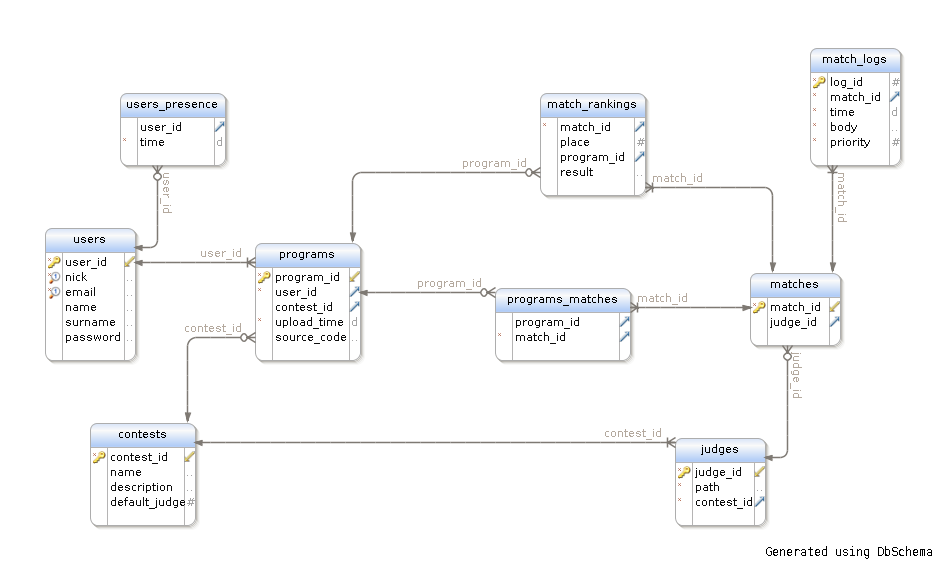 users_presence
user_id
time d
user_id
match_rankings
match_id
place #
program_id
result ..
program_id
match_id
match_logs
log_id #
match_id
time d
body ..
priority #
match_id
users
user_id
nick ..
email ..
name ..
surname ..
password ..
user_id
programs
program_id
user_id
contest_id
upload_time d
source_code ..
contest_id
program_id
programs_matches
program_id
match_id
match_id
matches
match_id
judge_id
judge_id
contests
contest_id
name ..
description ..
default_judge #
contest_id
judges
judge_id
path ..
contest_id
Generated using DbSchema